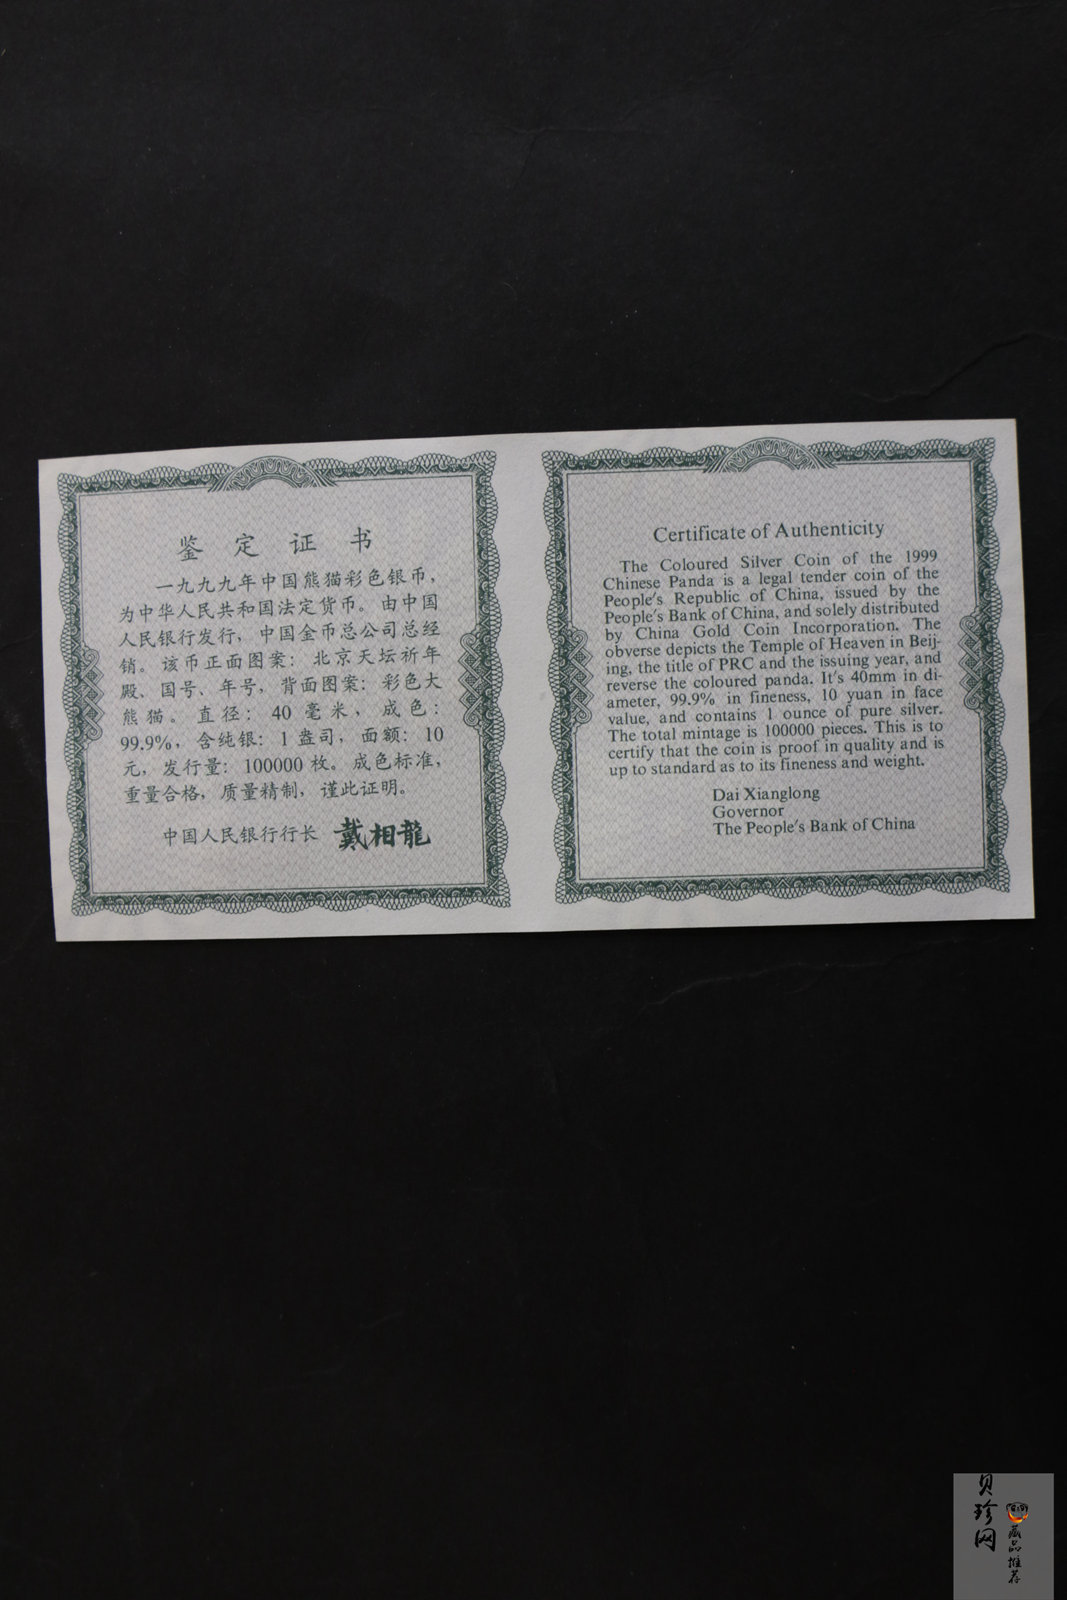 鉴定证书
一九九九年中国熊猫彩色银币，
为中华人民共和国法定货币。由中国
人民银行发行，中国金币总公司总经
销。该币正面图案：北京天坛祈年
殿、国号、年号，背面图案：彩色大
熊猫。直径：40毫米，成色：
99.9%，含纯银：1盎司，面额：10
元，发行量：100000枚。成色标准，
重量合格，质量精制，谨此证明。
中国人民银行行长 戴相龍
Certificate of Authenticity
The Coloured Silver Coin of the 1999
Chinese Panda is a legal tender coin of the
People's Republic of China, issued by the
People's Bank of China, and solely distributed
by China Gold Coin Incorporation. The
obverse depicts the Temple of Heaven in Beij-
ing, the title of PRC and the issuing year, and
reverse the coloured panda. It's 40mm in di-
ameter, 99.9% in fineness, 10 yuan in face
value, and contains 1 ounce of pure silver.
The total mintage is 100000 pieces. This is to
certify that the coin is proof in quality and is
up to standard as to its fineness and weight.
Dai Xianglong
Governor
The People's Bank of China
贝珍网
藏品推荐